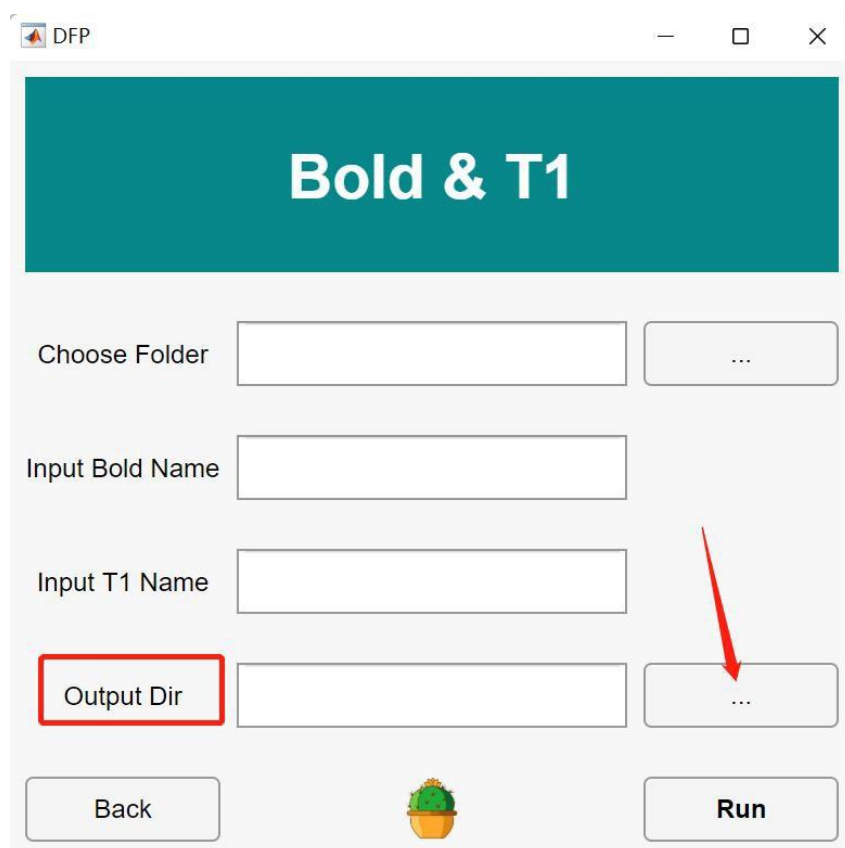 DFP
Bold & T1
Choose Folder
...
Input Bold Name
Input T1 Name
Output Dir
...
Back
Run